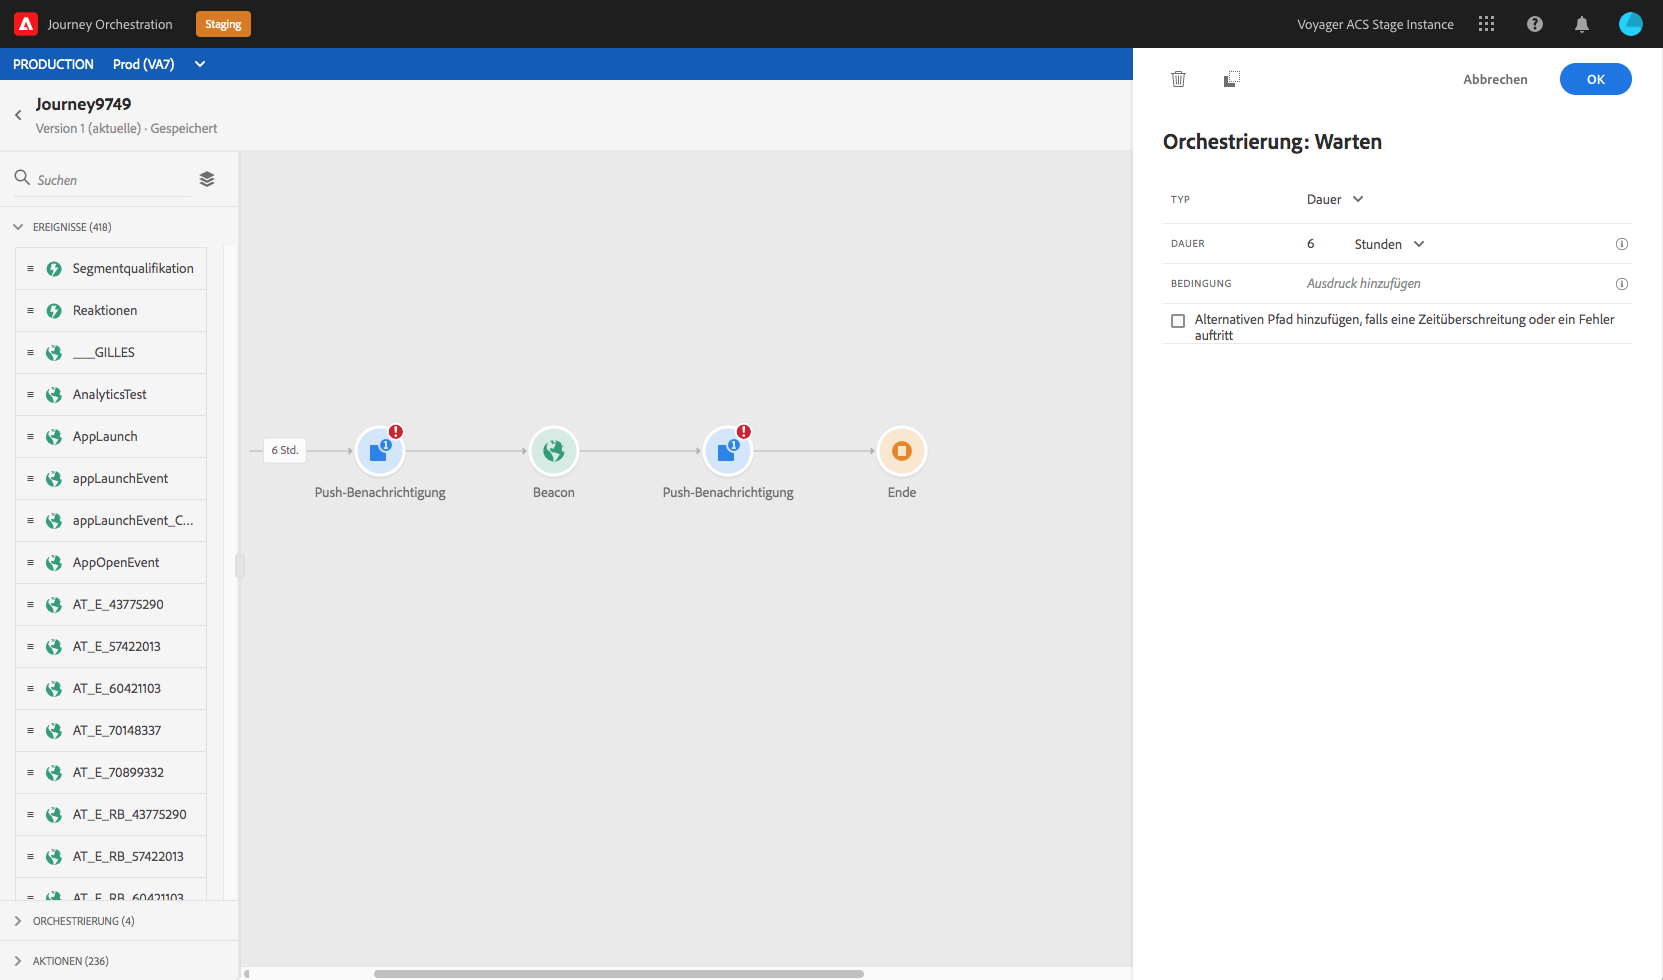 Journey Orchestration
Staging
Voyager ACS Stage Instance
PRODUCTION Prod (VA7)
Journey9749
Version 1 (aktuelle) · Gespeichert
Suchen
EREIGNISSE (418)
Segmentqualifikation
Reaktionen
___GILLES
AnalyticsTest
AppLaunch
appLaunchEvent
appLaunchEvent_C...
AppOpenEvent
AT_E_43775290
AT_E_57422013
AT_E_60421103
AT_E_70148337
AT_E_70899332
AT_E_RB_43775290
AT_E_RB_57422013
AT_E_RB_60421103
ORCHESTRIERUNG (4)
AKTIONEN (236)
6 Std.
1
Push-Benachrichtigung
Beacon
1
Push-Benachrichtigung
Ende
Abbrechen
OK
Orchestrierung: Warten
TYP Dauer
DAUER 6 Stunden
BEDINGUNG Ausdruck hinzufügen
Alternativen Pfad hinzufügen, falls eine Zeitüberschreitung oder ein Fehler
auftritt